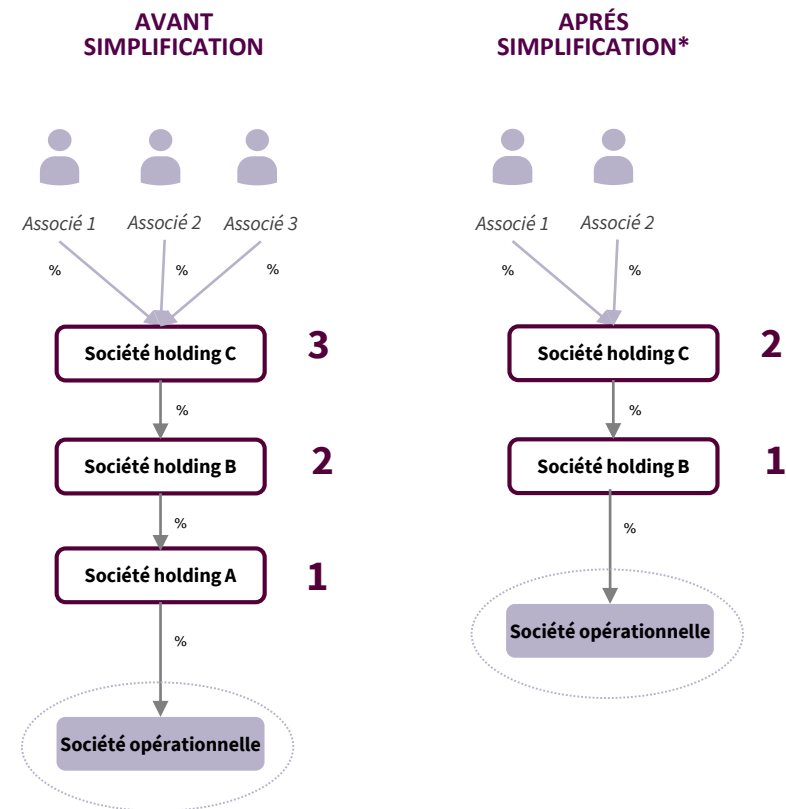 AVANT
SIMPLIFICATION
Associé 1
Associé 2
Associé 3
%
%
%
Société holding C
3
%
Société holding B
2
%
Société holding A
1
%
Société opérationnelle
APRÉS
SIMPLIFICATION*
Associé 1
Associé 2
%
%
Société holding C
2
%
Société holding B
1
%
Société opérationnelle